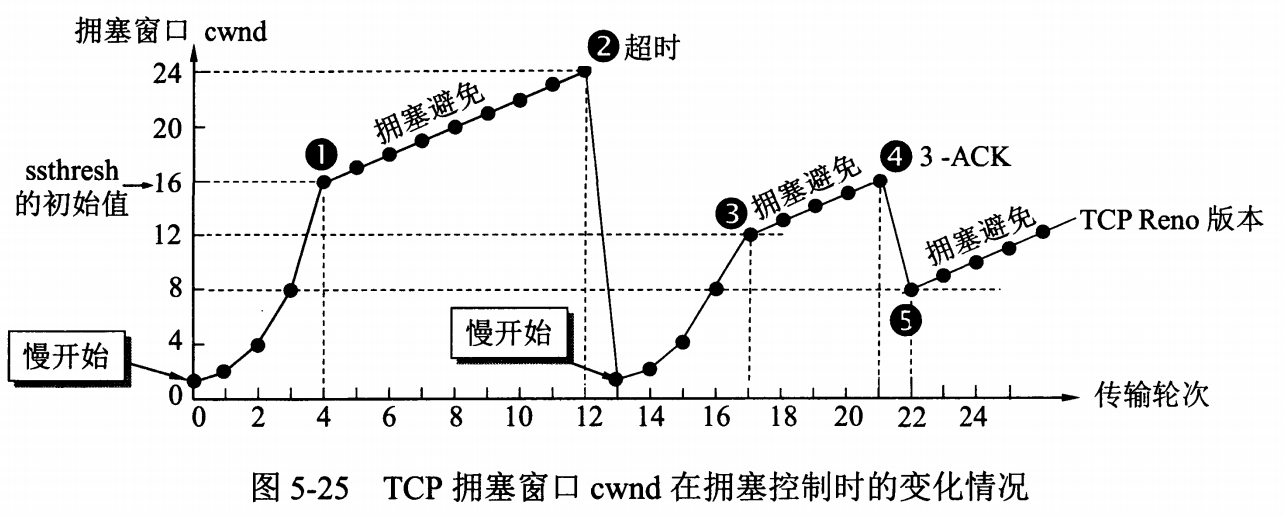 拥塞窗口 cwnd
❷超时
24
拥塞避免
20
❶
❹ 3 -ACK
ssthresh
的初始值
16
拥塞避免
❸
12
TCP Reno 版本
拥塞避免
8
❺
慢开始
慢开始
4
0
0 2 4 6 8 10 12 14 16 18 20 22 24
传输轮次
图 5-25 TCP 拥塞窗口 cwnd 在拥塞控制时的变化情况